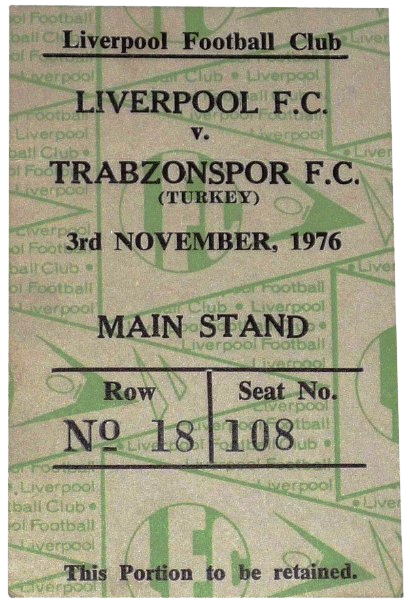 Liverpool Football Club
LIVERPOOL F.C.
v.
TRABZONSPOR F.C.
(TURKEY)
3rd NOVEMBER, 1976
MAIN STAND
Row Seat No.
Nº 18 108
This Portion to be retained.